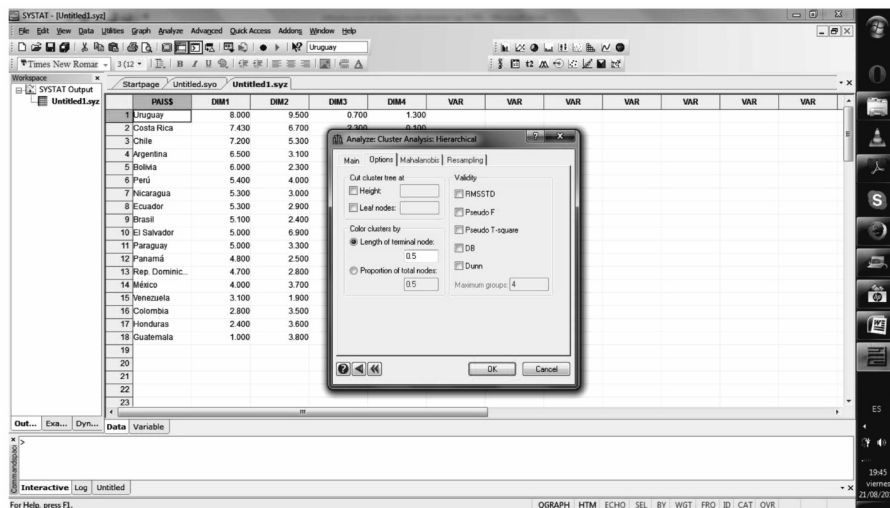 SYSTAT - [Untitled1.syz]
File Edit View Data Utilities Graph Analyze Advanced Quick Access Addons Window Help
Uruguay
Times New Romar 3 (12
Workspace
SYSTAT Output
Untitled1.syz
Startpage Untitled.syo Untitled1.syz
PAIS$ DIM1 DIM2 DIM3 DIM4 VAR VAR VAR VAR VAR VAR VAR
1 Uruguay 8.000 9.500 0.700 1.300
2 Costa Rica 7.430 6.700 2.300 0.100
3 Chile 7.200 5.300
4 Argentina 6.500 3.100
5 Bolivia 6.000 2.300
6 Perú 5.400 4.000
7 Nicaragua 5.300 3.000
8 Ecuador 5.300 2.900
9 Brasil 5.100 2.400
10 El Salvador 5.000 6.900
11 Paraguay 5.000 3.300
12 Panamá 4.800 2.500
13 Rep. Dominic... 4.700 2.800
14 México 4.000 3.700
15 Venezuela 3.100 1.900
16 Colombia 2.800 3.500
17 Honduras 2.400 3.600
18 Guatemala 1.000 3.800
19
20
21
22
23
Analyze: Cluster Analysis: Hierarchical
Main Options Mahalanobis Resampling
Cut cluster tree at
Height:
Leaf nodes:
Color clusters by
Length of terminal node:
0.5
Proportion of total nodes:
0.5
Validity
RMSSTD
Pseudo F
Pseudo T-square
DB
Dunn
Maximum groups: 4
OK Cancel
Out... Exa... Dyn... Data Variable
Commandspace
>
Interactive Log Untitled
For Help, press F1.
OGRAPH HTM ECHO SEL BY WGT FRQ ID CAT OVR
ES
19:45
viernes
21/08/20